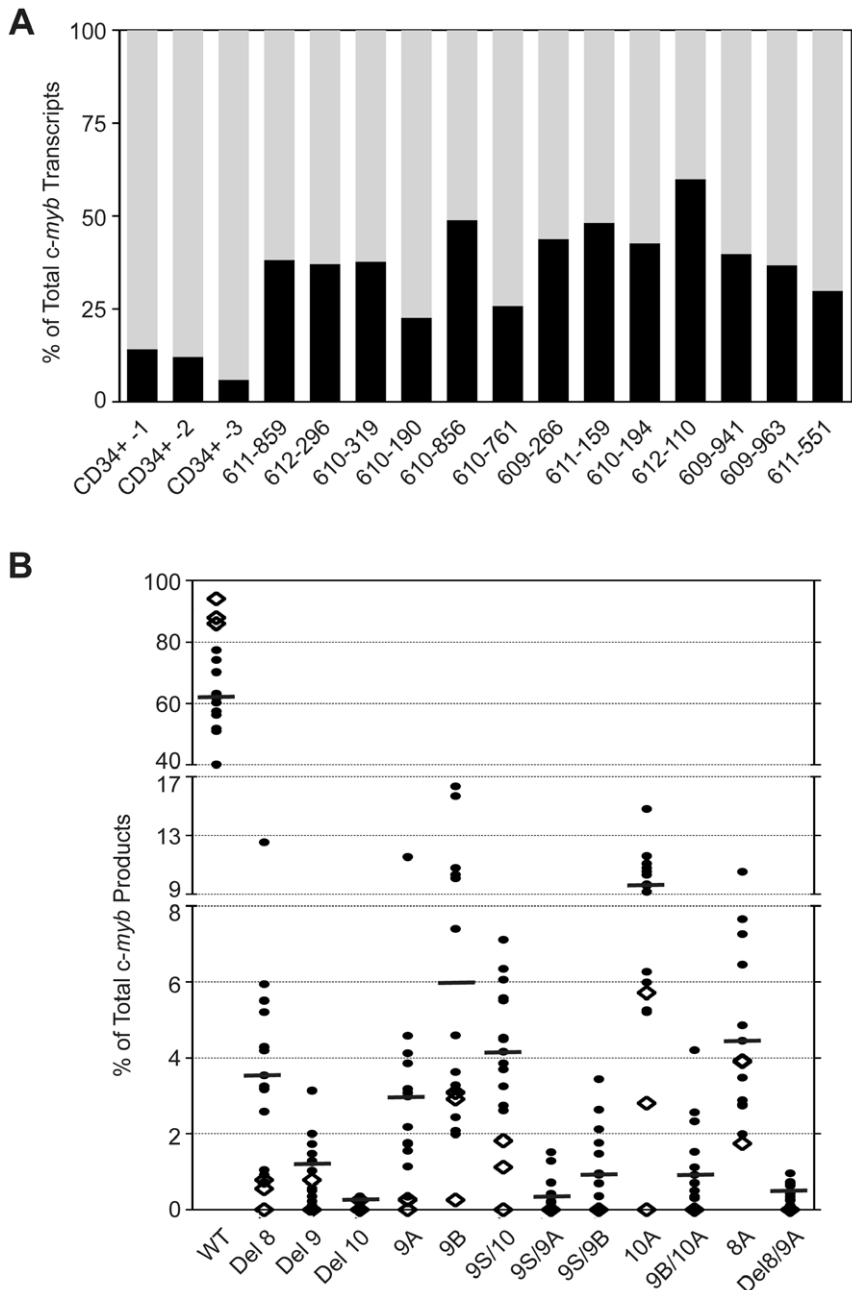 A
% of Total c-myb Transcripts
100
75
50
25
0
CD34+ -1
CD34+ -2
CD34+ -3
611-859
612-296
610-319
610-190
610-856
610-761
609-266
611-159
610-194
612-110
609-941
609-963
611-551
B
% of Total c-myb Products
100
80
60
40
17
13
9
8
6
4
2
0
WT
Del 8
Del 9
Del 10
9A
9B
9S/10
9S/9A
9S/9B
10A
9B/10A
8A
Del8/9A